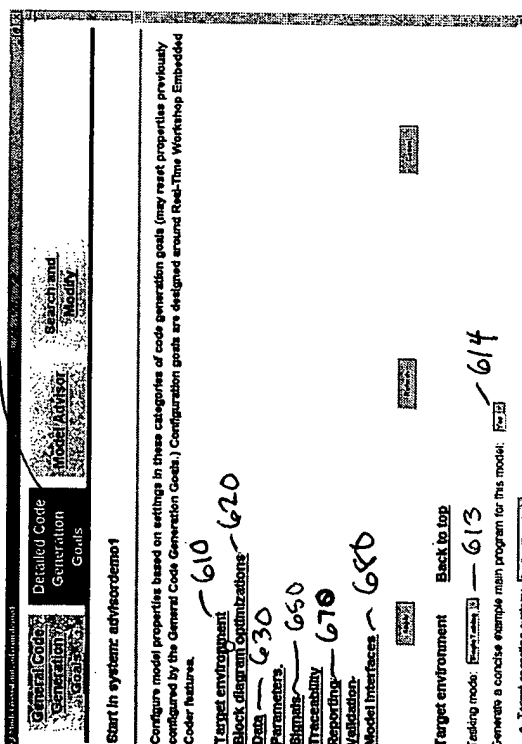 General Code
Generation
Goals
Detailed Code
Generation
Goals
Model Advisor
Search and
Modify
Start in system: advisordemo1
Configure model properties based on settings in these categories of code generation goals (may reset properties previously
configured by the General Code Generation Goals.) Configuration goals are designed around Real-Time Workshop Embedded
Coder features.
Target environment 610
Block diagram optimizations 620
Data 630
Parameters.
Signals 650
Traceability
Reporting 670
Validation
Model Interfaces 680
Target environment Back to top
Tasking mode: 613
Generate a concise example main program for this model: 614